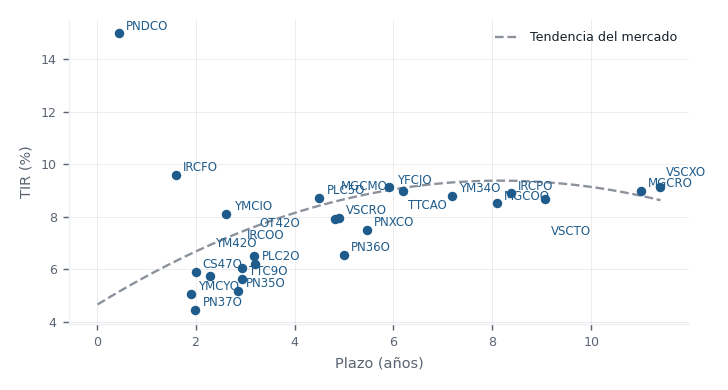 PNDCO
Tendencia del mercado
14
12
10
8
6
4
TIR (%)
IRCFO
VSCXO
MGCRO
YFCJO
MGCMO
PLC5O
YM34O
IRCPO
MGCOO
TTCAO
YMCIO
VSCRO
OT42O
PNXCO
IRCOO
VSCTO
YM42O
PN36O
PLC2O
CS47O
TTC9O
YMCYO
PN35O
PN37O
0
2
4
6
8
10
Plazo (años)